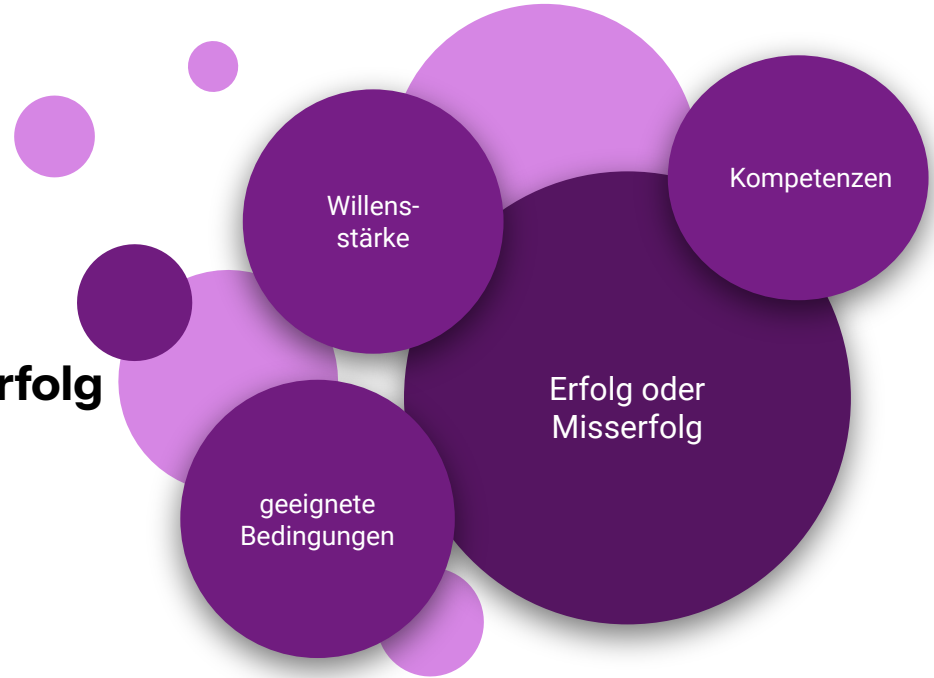 Willens-
stärke
Kompetenzen
rfolg
Erfolg oder
Misserfolg
geeignete
Bedingungen